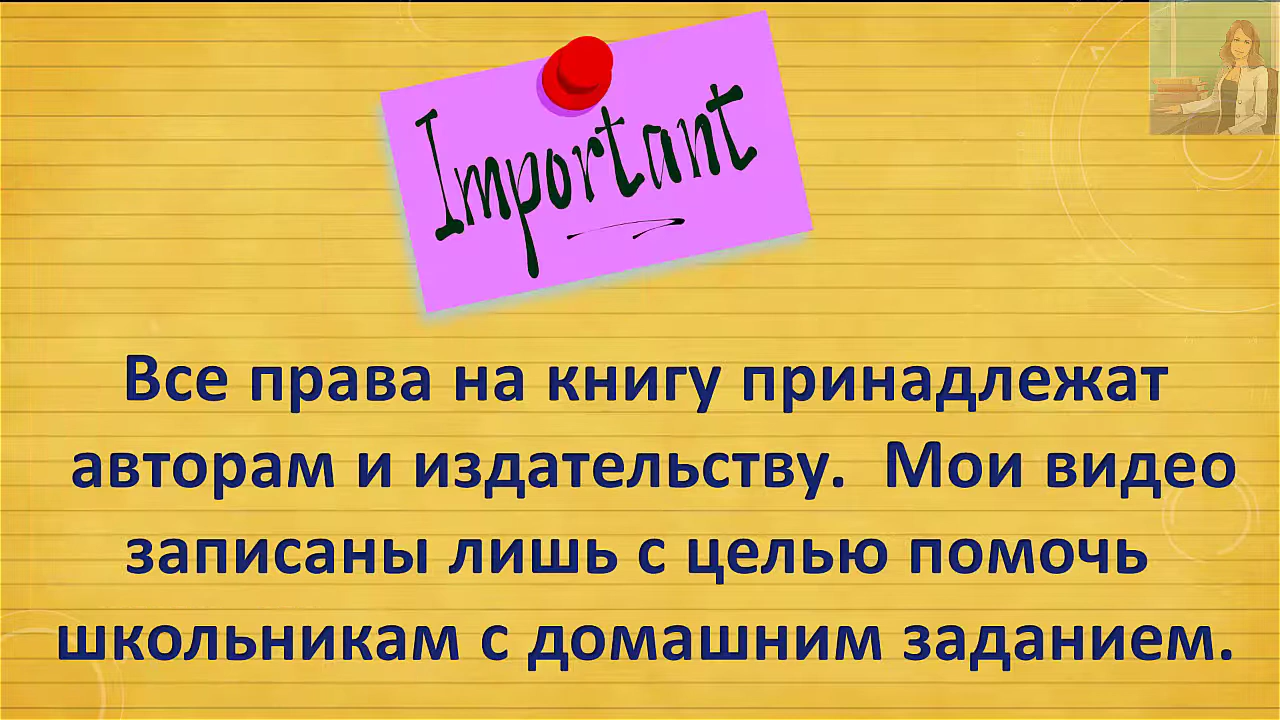 Important
Все права на книгу принадлежат
авторам и издательству. Мои видео
записаны лишь с целью помочь
школьникам с домашним заданием.